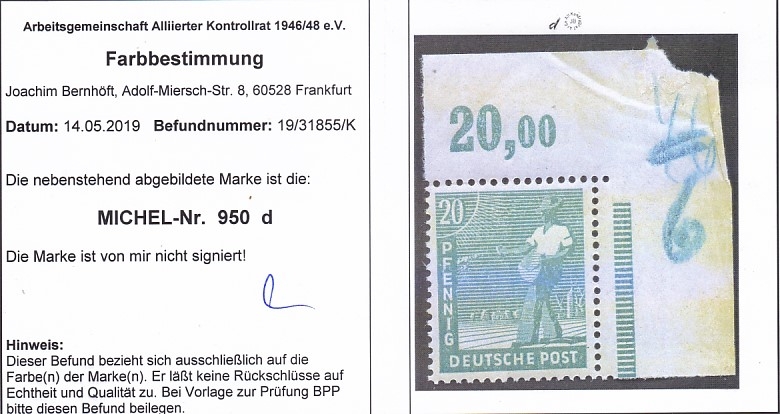 Arbeitsgemeinschaft Alliierter Kontrollrat 1946/48 e.V.
Farbbestimmung
Joachim Bernhöft, Adolf-Miersch-Str. 8, 60528 Frankfurt
Datum: 14.05.2019 Befundnummer: 19/31855/K
Die nebenstehend abgebildete Marke ist die:
MICHEL-Nr. 950 d
Die Marke ist von mir nicht signiert!
Hinweis:
Dieser Befund bezieht sich ausschließlich auf die
Farbe(n) der Marke(n). Er läßt keine Rückschlüsse auf
Echtheit und Qualität zu. Bei Vorlage zur Prüfung BPP
bitte diesen Befund beilegen.
d
20,00
20
PFENNIG
DEUTSCHE POST
6